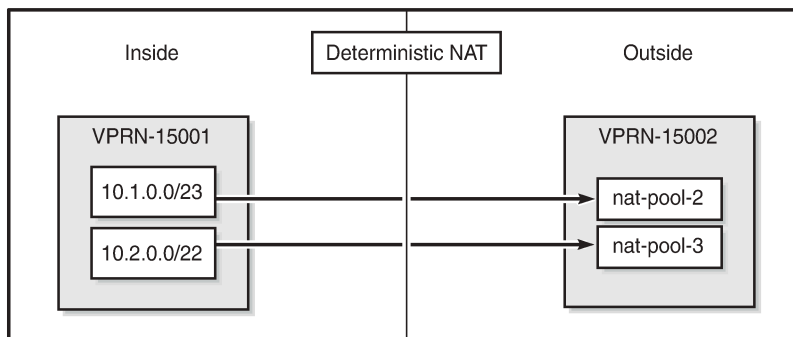 Inside
Deterministic NAT
Outside
VPRN-15001
10.1.0.0/23
10.2.0.0/22
VPRN-15002
nat-pool-2
nat-pool-3